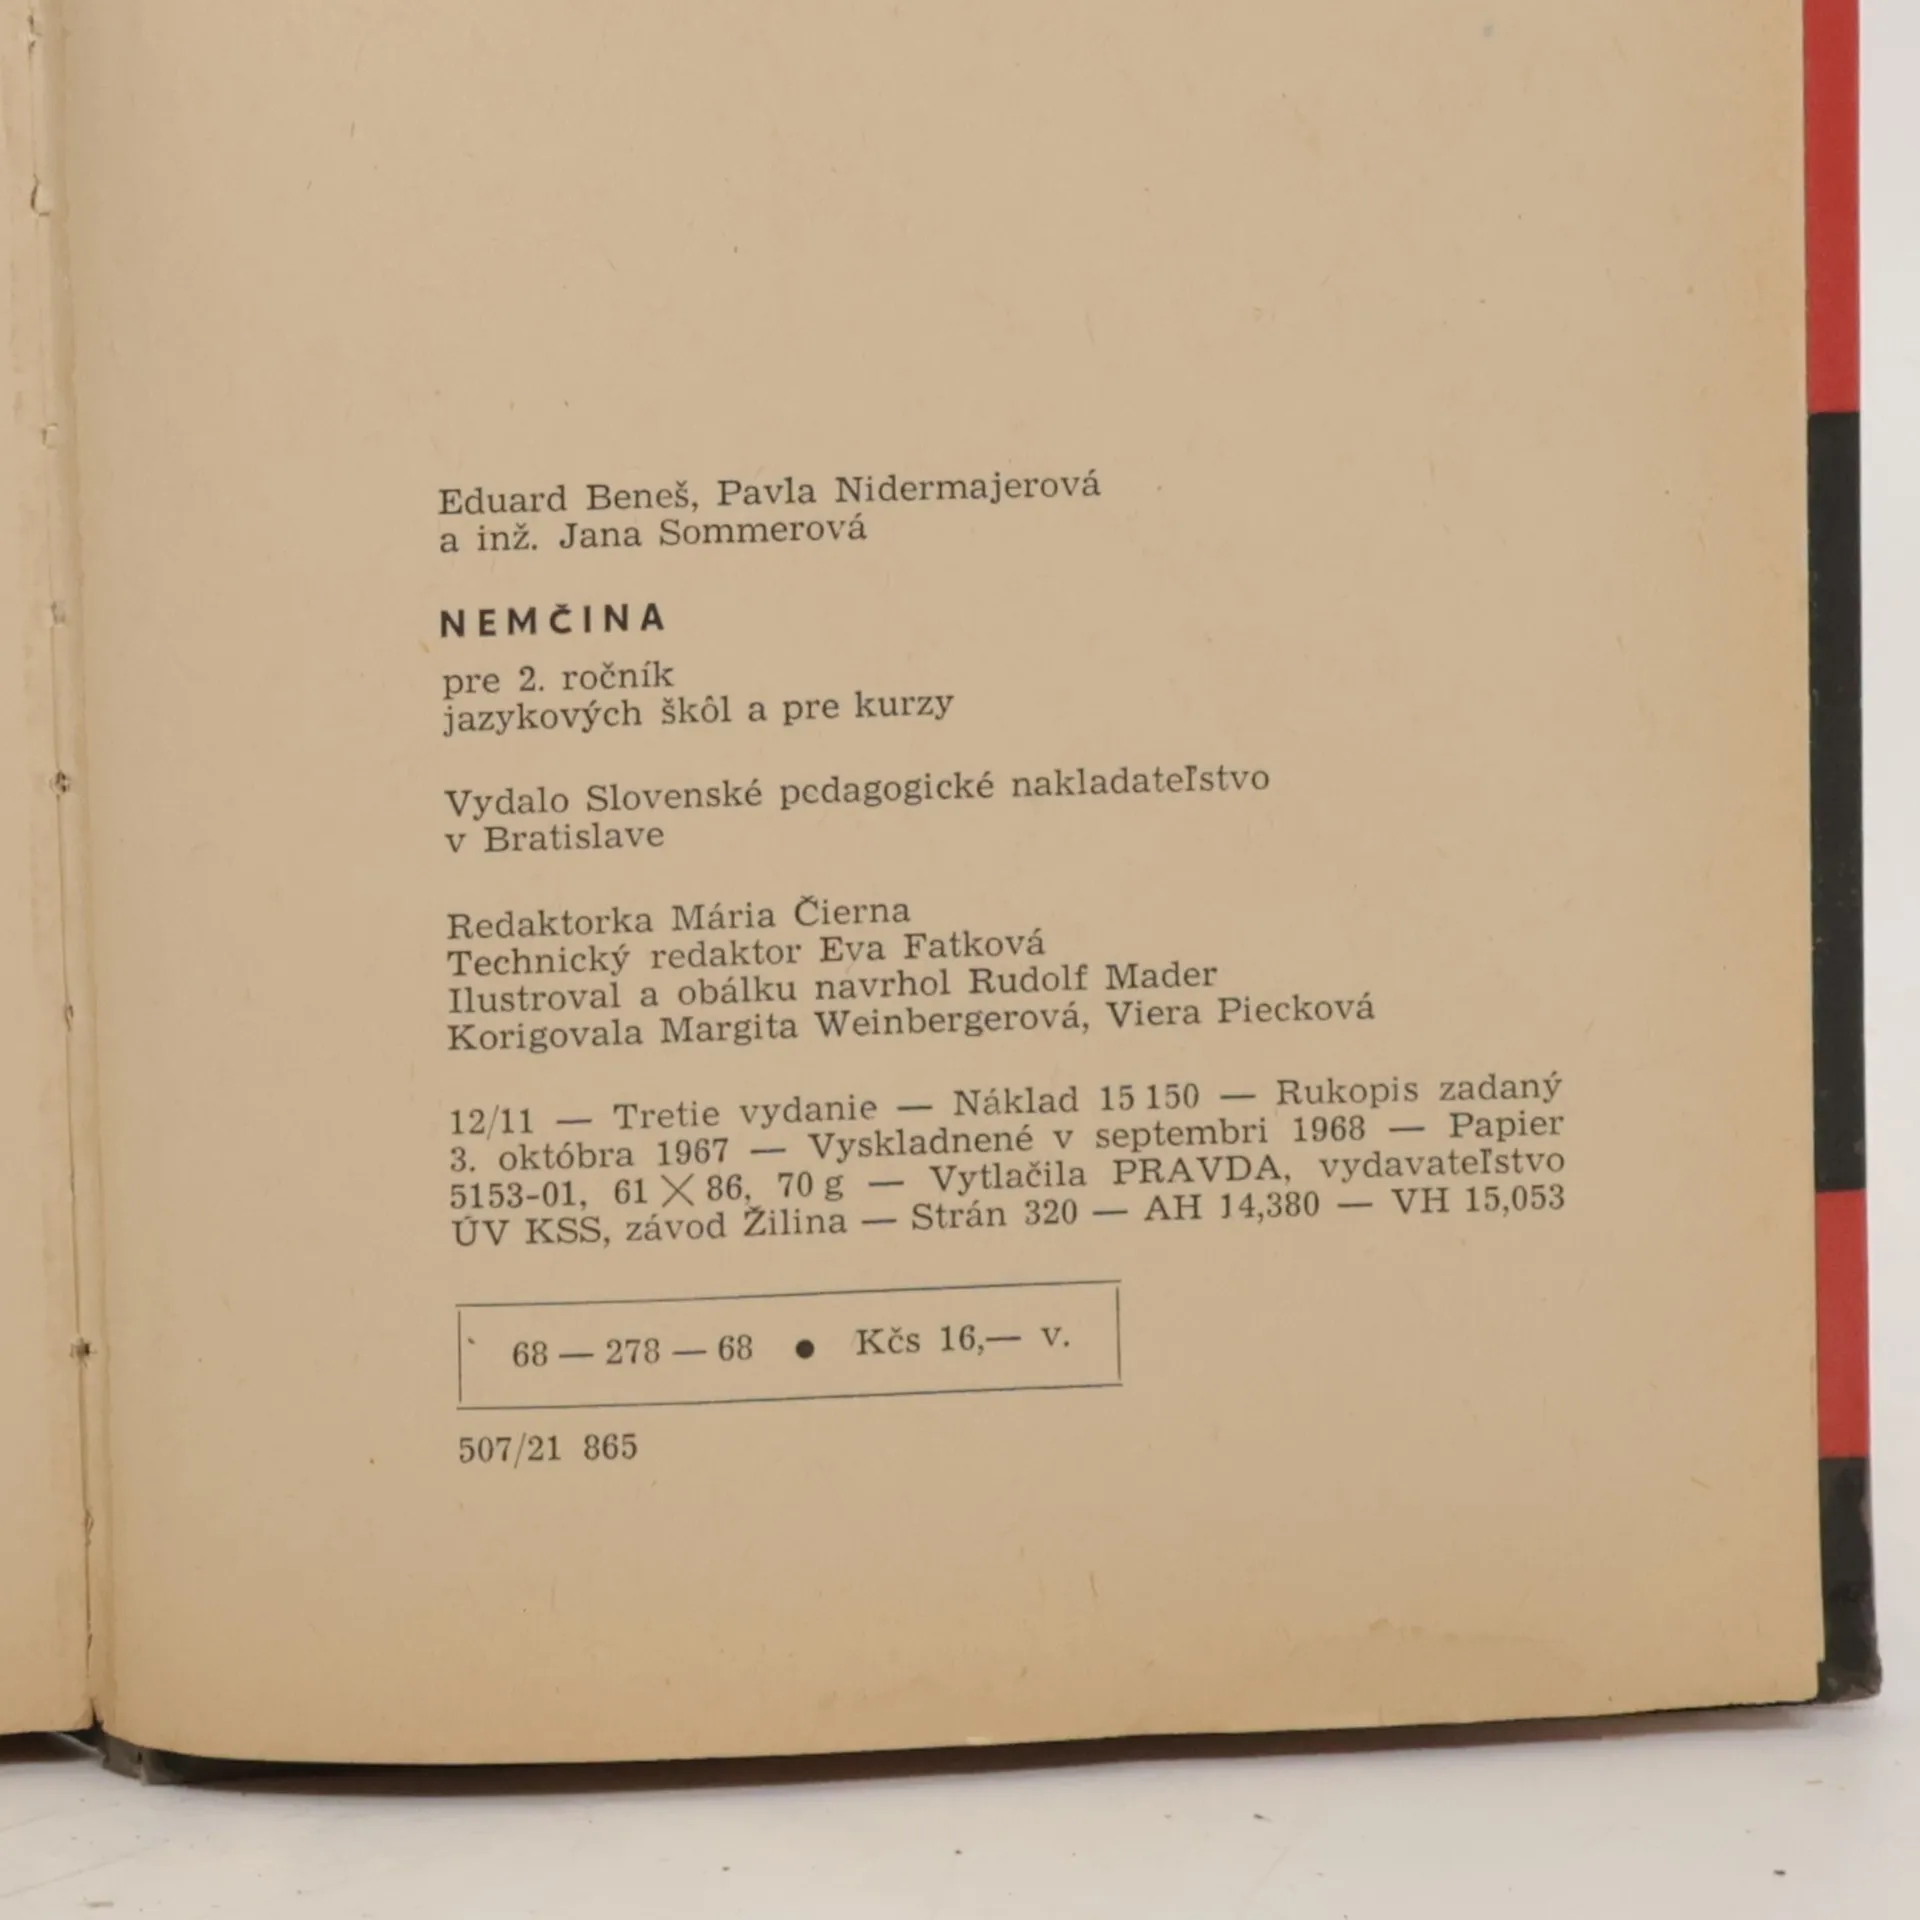 Eduard Beneš, Pavla Nidermajerová
a inž. Jana Sommerová
NEMČINA
pre 2. ročník
jazykových škôl a pre kurzy
Vydalo Slovenské pedagogické nakladateľstvo
v Bratislave
Redaktorka Mária Čierna
Technický redaktor Eva Fatková
Ilustroval a obálku navrhol Rudolf Mader
Korigovala Margita Weinbergerová, Viera Piecková
12/11 — Tretie vydanie — Náklad 15 150 — Rukopis zadaný
3. októbra 1967 — Vyskladnené v septembri 1968 — Papier
5153-01, 61 × 86, 70 g — Vytlačila PRAVDA, vydavateľstvo
ÚV KSS, závod Žilina — Strán 320 — AH 14,380 — VH 15,053
68 — 278 — 68 ● Kčs 16,— v.
507/21 865